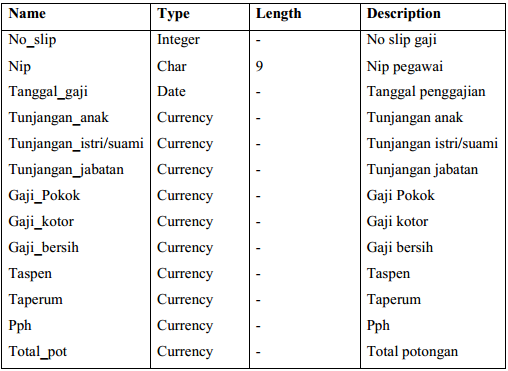 Name Type Length Description
No_slip Integer - No slip gaji
Nip Char 9 Nip pegawai
Tanggal_gaji Date - Tanggal penggajian
Tunjangan_anak Currency - Tunjangan anak
Tunjangan_istri/suami Currency - Tunjangan istri/suami
Tunjangan_jabatan Currency - Tunjangan jabatan
Gaji_Pokok Currency - Gaji Pokok
Gaji_kotor Currency - Gaji kotor
Gaji_bersih Currency - Gaji bersih
Taspen Currency - Taspen
Taperum Currency - Taperum
Pph Currency - Pph
Total_pot Currency - Total potongan